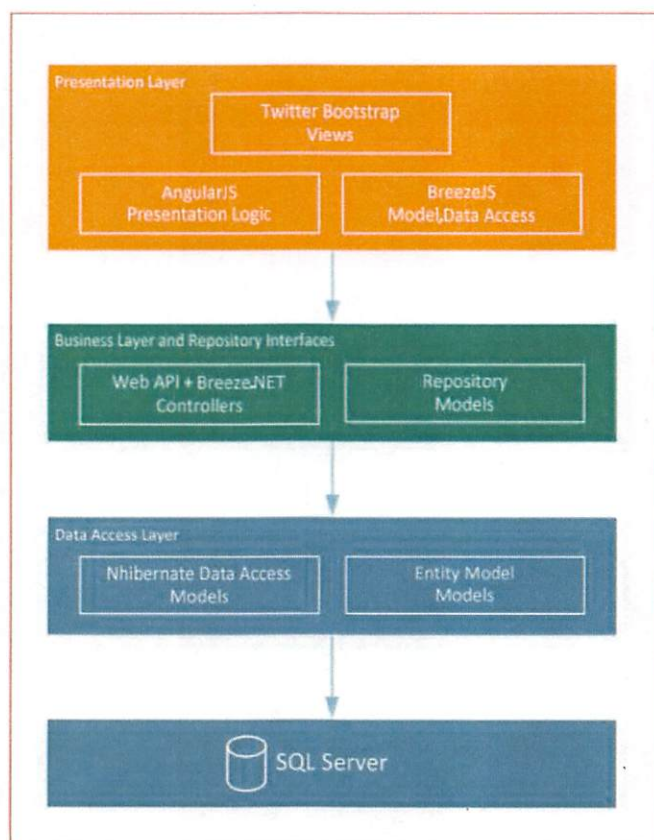 Presentation Layer
Twitter Bootstrap
Views
AngularJS
Presentation Logic
BreezeJS
Model,Data Access
Business Layer and Repository Interfaces
Web API + Breeze.NET
Controllers
Repository
Models
Data Access Layer
Nhibernate Data Access
Models
Entity Model
Models
SQL Server